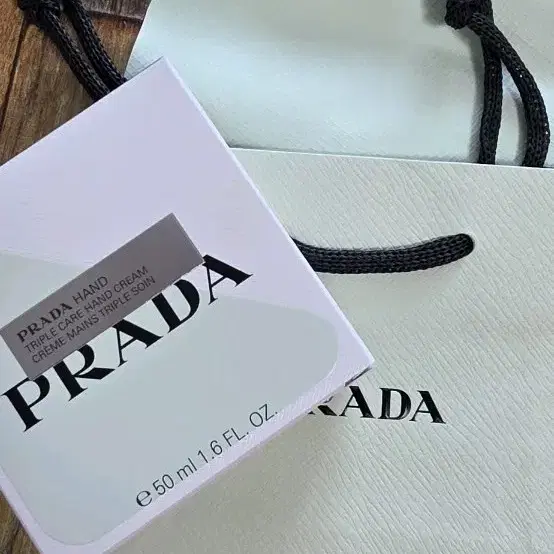 PRADA HAND
TRIPLE CARE HAND CREAM
CRÈME MAINS TRIPLE SOIN
PRADA
℮ 50 ml 1.6 FL. OZ.
RADA